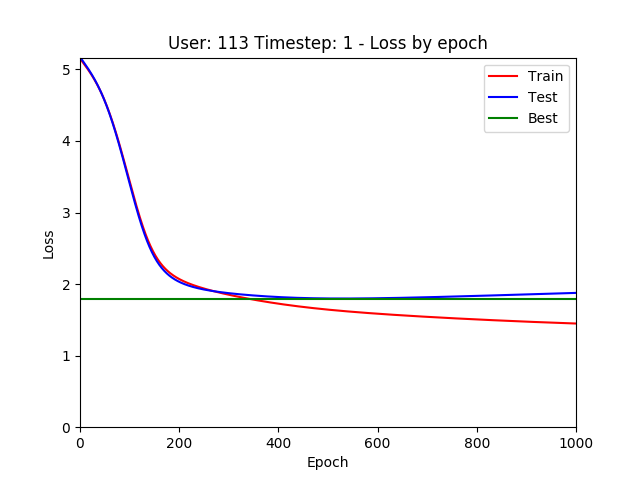 User: 113 Timestep: 1 - Loss by epoch
Train
Test
Best
Loss
5
4
3
2
1
0
0 200 400 600 800 1000
Epoch